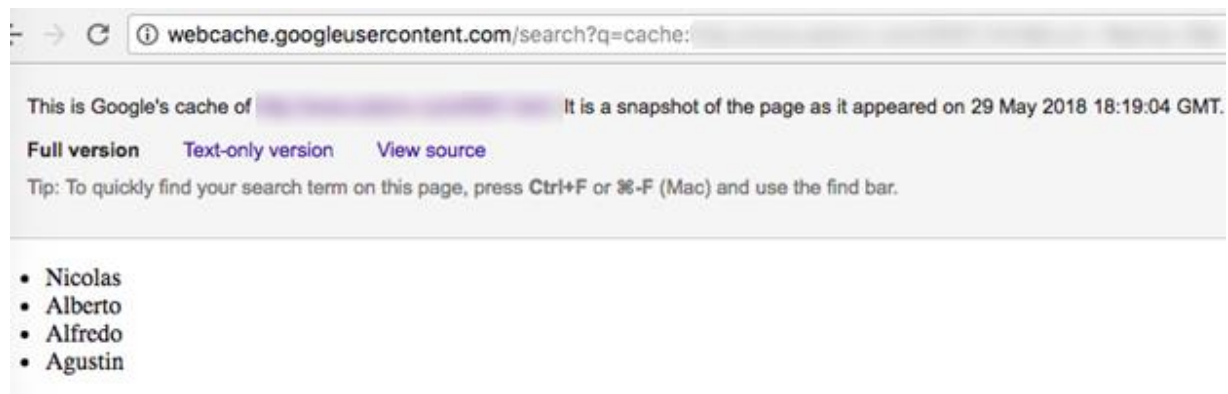 webcache.googleusercontent.com/search?q=cache:
This is Google's cache of It is a snapshot of the page as it appeared on 29 May 2018 18:19:04 GMT.
Full version Text-only version View source
Tip: To quickly find your search term on this page, press Ctrl+F or ⌘-F (Mac) and use the find bar.
• Nicolas
• Alberto
• Alfredo
• Agustin